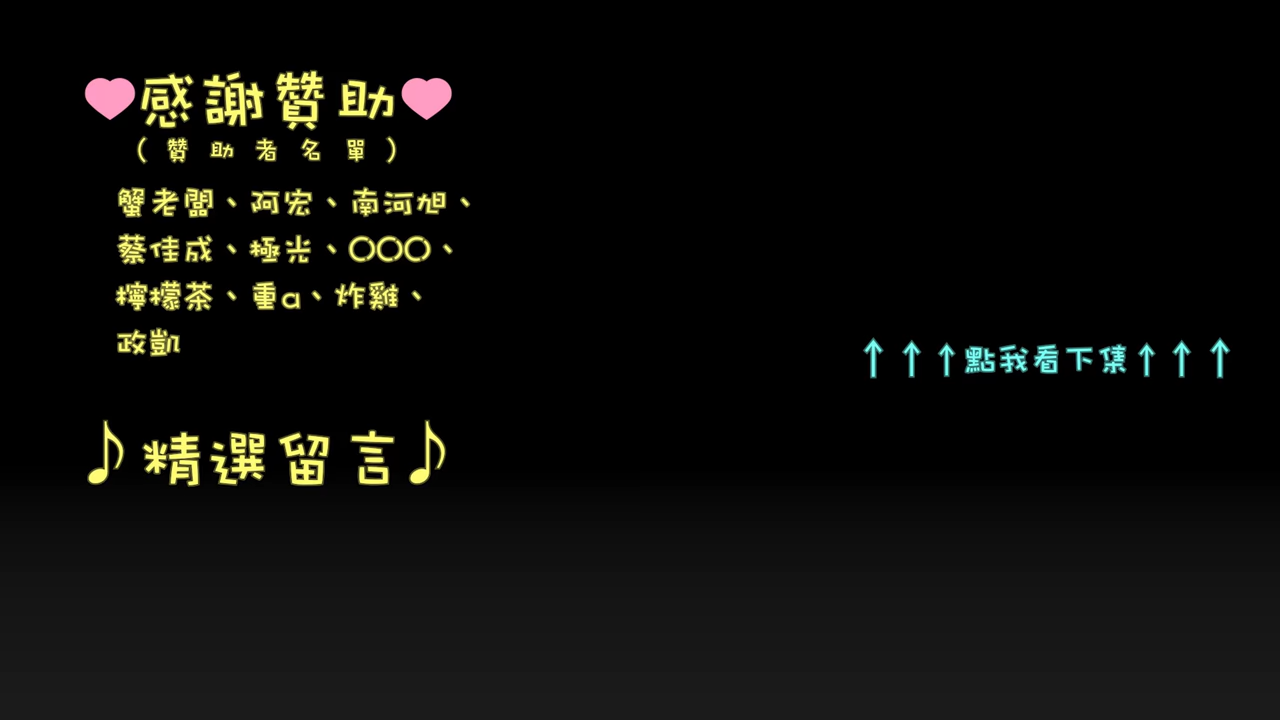 感謝贊助
（贊助者名單）
蟹老闆、阿宏、南河旭、
蔡佳成、極光、OOO、
檸檬茶、重a、炸雞、
政凱
↑↑↑點我看下集↑↑↑
♪精選留言♪